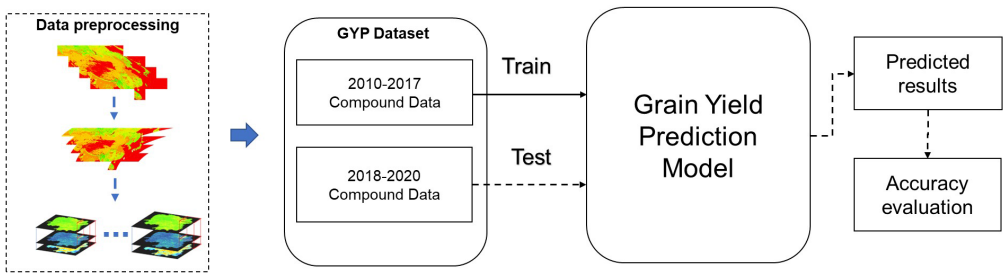 Data preprocessing
GYP Dataset
2010-2017
Compound Data
2018-2020
Compound Data
Train
Test
Grain Yield
Prediction
Model
Predicted
results
Accuracy
evaluation